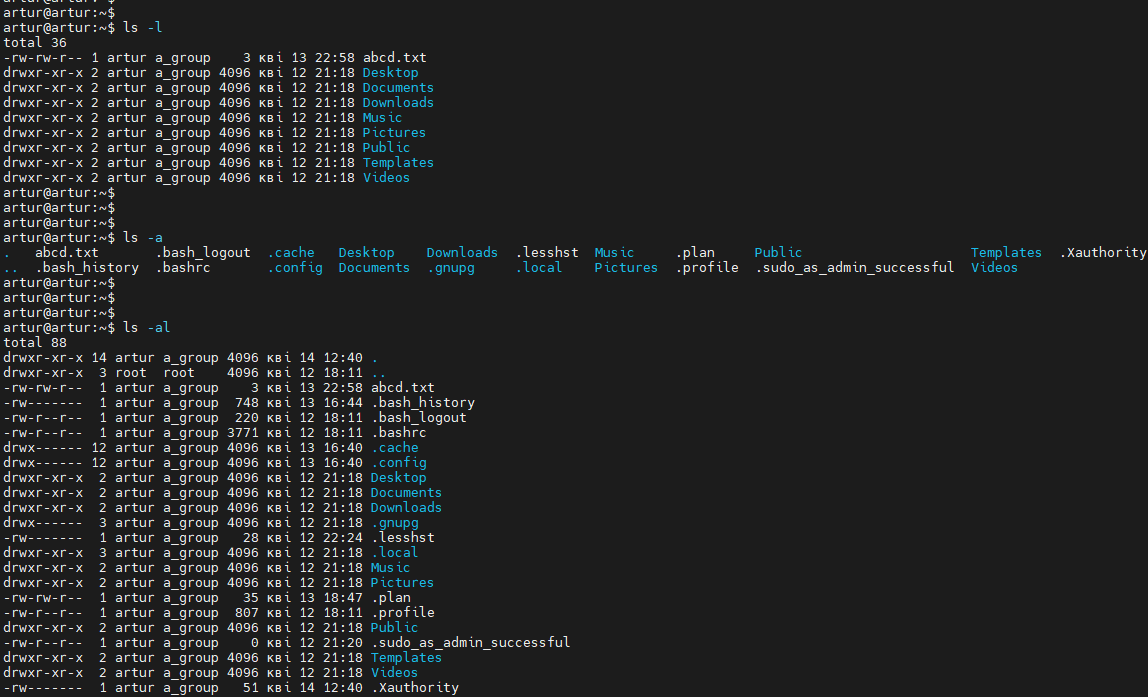 artur@artur:~$
artur@artur:~$ ls -l
total 36
-rw-rw-r-- 1 artur a_group    3 кві 13 22:58 abcd.txt
drwxr-xr-x 2 artur a_group 4096 кві 12 21:18 Desktop
drwxr-xr-x 2 artur a_group 4096 кві 12 21:18 Documents
drwxr-xr-x 2 artur a_group 4096 кві 12 21:18 Downloads
drwxr-xr-x 2 artur a_group 4096 кві 12 21:18 Music
drwxr-xr-x 2 artur a_group 4096 кві 12 21:18 Pictures
drwxr-xr-x 2 artur a_group 4096 кві 12 21:18 Public
drwxr-xr-x 2 artur a_group 4096 кві 12 21:18 Templates
drwxr-xr-x 2 artur a_group 4096 кві 12 21:18 Videos
artur@artur:~$
artur@artur:~$
artur@artur:~$
artur@artur:~$ ls -a
.   abcd.txt       .bash_logout  .cache   Desktop    Downloads  .lesshst  Music     .plan     Public                     Templates  .Xauthority
..  .bash_history  .bashrc       .config  Documents  .gnupg     .local    Pictures  .profile  .sudo_as_admin_successful  Videos
artur@artur:~$
artur@artur:~$
artur@artur:~$
artur@artur:~$ ls -al
total 88
drwxr-xr-x 14 artur a_group 4096 кві 14 12:40 .
drwxr-xr-x  3 root  root    4096 кві 12 18:11 ..
-rw-rw-r--  1 artur a_group    3 кві 13 22:58 abcd.txt
-rw-------  1 artur a_group  748 кві 13 16:44 .bash_history
-rw-r--r--  1 artur a_group  220 кві 12 18:11 .bash_logout
-rw-r--r--  1 artur a_group 3771 кві 12 18:11 .bashrc
drwx------ 12 artur a_group 4096 кві 13 16:40 .cache
drwx------ 12 artur a_group 4096 кві 13 16:40 .config
drwxr-xr-x  2 artur a_group 4096 кві 12 21:18 Desktop
drwxr-xr-x  2 artur a_group 4096 кві 12 21:18 Documents
drwxr-xr-x  2 artur a_group 4096 кві 12 21:18 Downloads
drwx------  3 artur a_group 4096 кві 12 21:18 .gnupg
-rw-------  1 artur a_group   28 кві 12 22:24 .lesshst
drwxr-xr-x  3 artur a_group 4096 кві 12 21:18 .local
drwxr-xr-x  2 artur a_group 4096 кві 12 21:18 Music
drwxr-xr-x  2 artur a_group 4096 кві 12 21:18 Pictures
-rw-rw-r--  1 artur a_group   35 кві 13 18:47 .plan
-rw-r--r--  1 artur a_group  807 кві 12 18:11 .profile
drwxr-xr-x  2 artur a_group 4096 кві 12 21:18 Public
-rw-r--r--  1 artur a_group    0 кві 12 21:20 .sudo_as_admin_successful
drwxr-xr-x  2 artur a_group 4096 кві 12 21:18 Templates
drwxr-xr-x  2 artur a_group 4096 кві 12 21:18 Videos
-rw-------  1 artur a_group   51 кві 14 12:40 .Xauthority